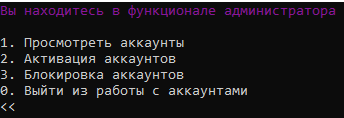 Вы находитесь в функционале администратора
1. Просмотреть аккаунты
2. Активация аккаунтов
3. Блокировка аккаунтов
0. Выйти из работы с аккаунтами
<<